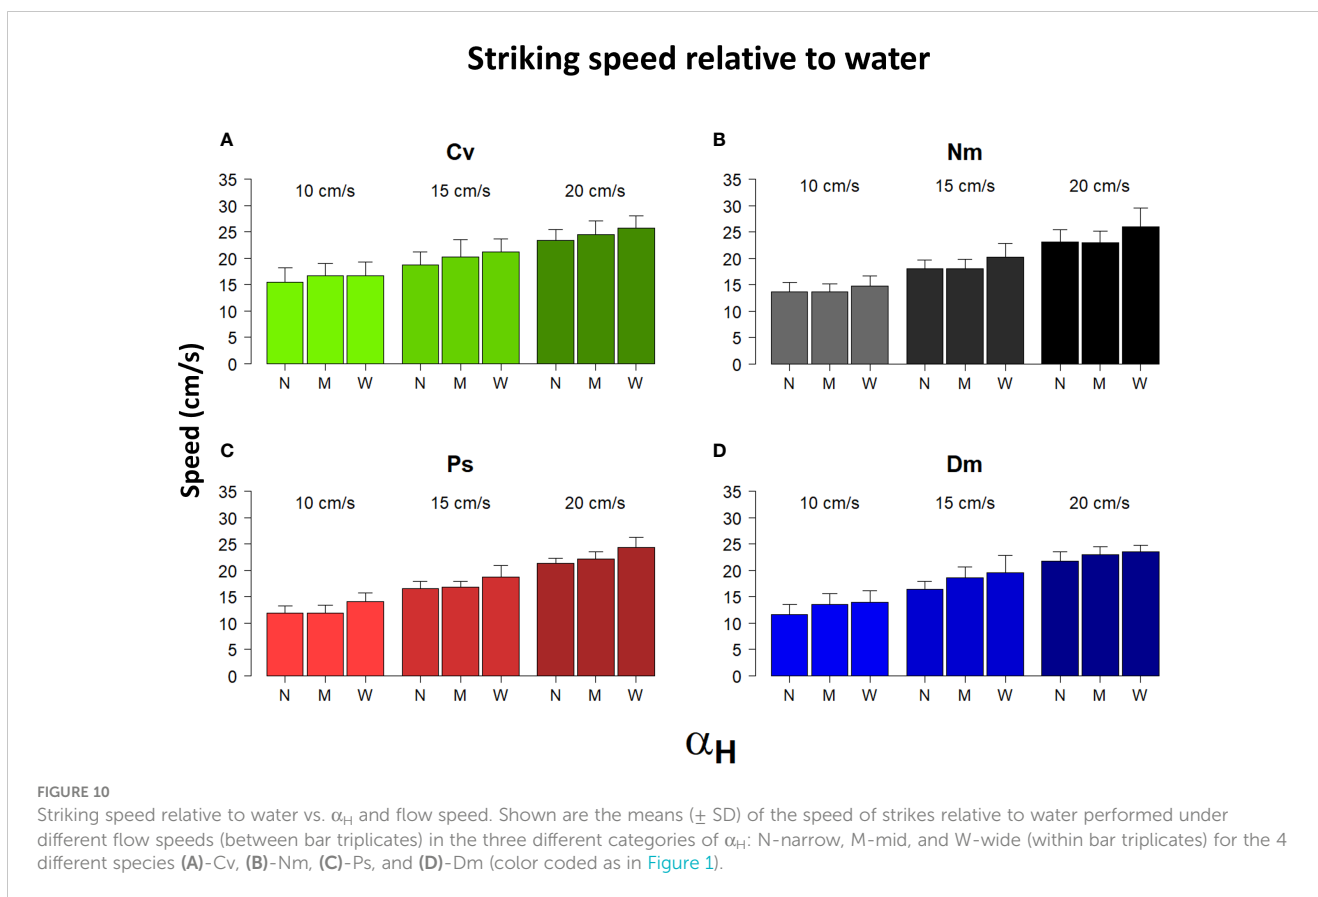 Striking speed relative to water
A
Cv
10 cm/s 15 cm/s 20 cm/s
35
30
25
20
15
10
5
0
N M W N M W N M W
B
Nm
10 cm/s 15 cm/s 20 cm/s
35
30
25
20
15
10
5
0
N M W N M W N M W
Speed (cm/s)
C
Ps
10 cm/s 15 cm/s 20 cm/s
35
30
25
20
15
10
5
0
N M W N M W N M W
D
Dm
10 cm/s 15 cm/s 20 cm/s
35
30
25
20
15
10
5
0
N M W N M W N M W
αH
FIGURE 10
Striking speed relative to water vs. αH and flow speed. Shown are the means (± SD) of the speed of strikes relative to water performed under
different flow speeds (between bar triplicates) in the three different categories of αH: N-narrow, M-mid, and W-wide (within bar triplicates) for the 4
different species (A)-Cv, (B)-Nm, (C)-Ps, and (D)-Dm (color coded as in Figure 1).